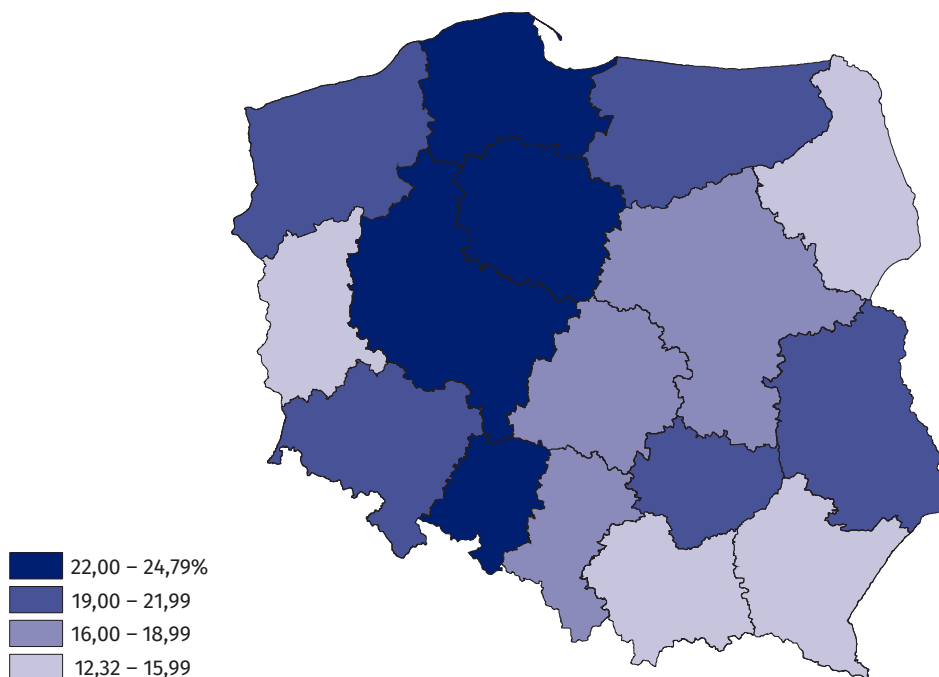 22,00 – 24,79%
19,00 – 21,99
16,00 – 18,99
12,32 – 15,99